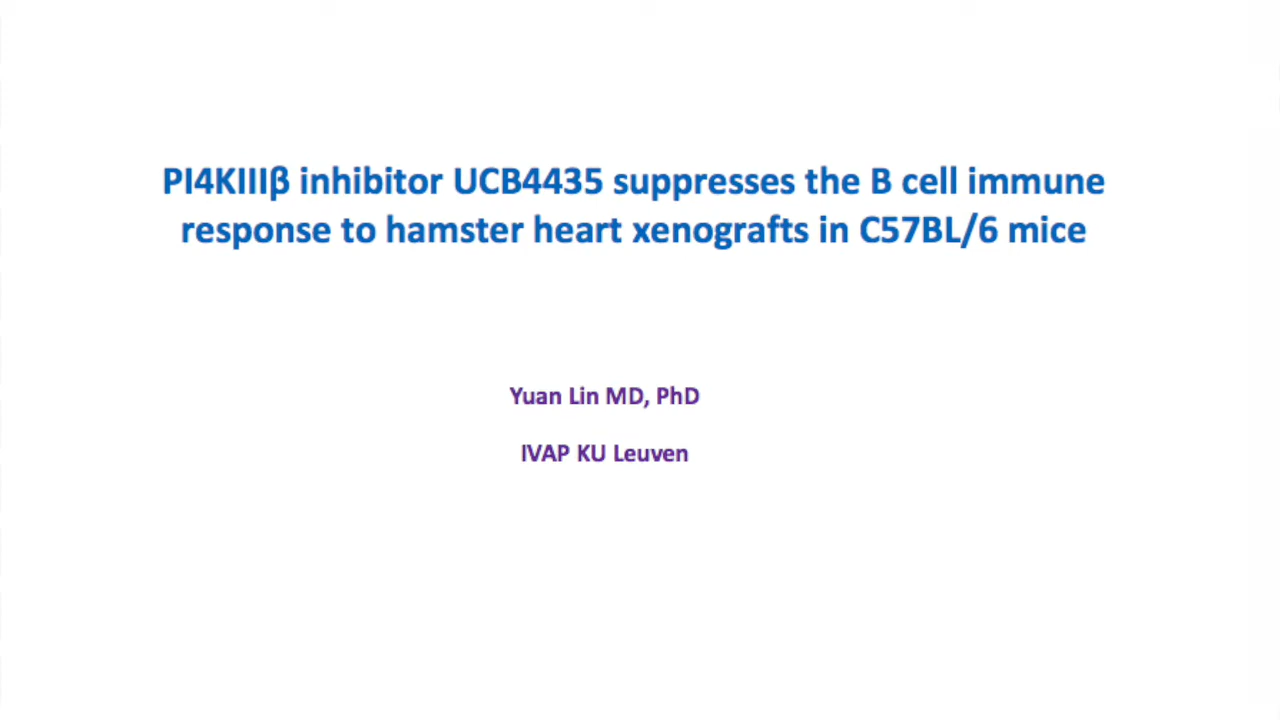 PI4KIIIβ inhibitor UCB4435 suppresses the B cell immune
response to hamster heart xenografts in C57BL/6 mice
Yuan Lin MD, PhD
IVAP KU Leuven